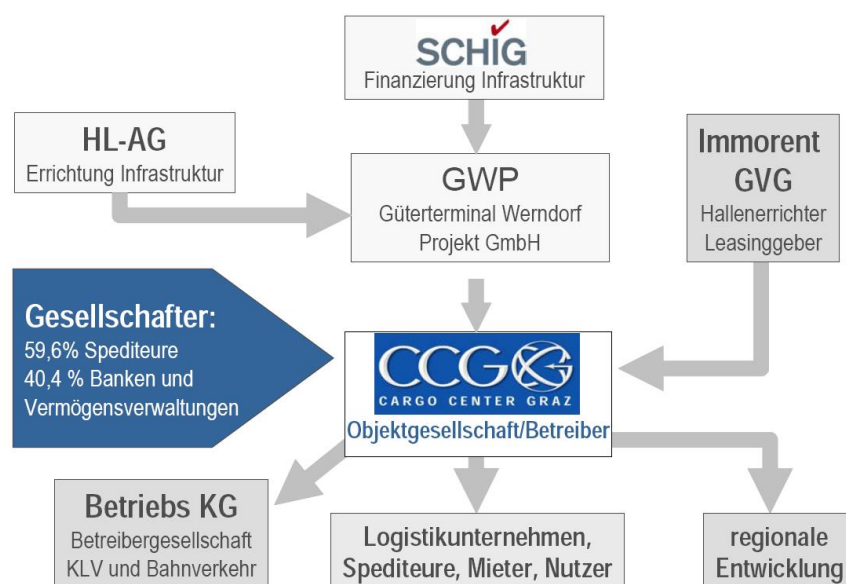 SCHIG
Finanzierung Infrastruktur
HL-AG
Errichtung Infrastruktur
GWP
Güterterminal Werndorf
Projekt GmbH
Immorent
GVG
Hallenerrichter
Leasinggeber
Gesellschafter:
59,6% Spediteure
40,4 % Banken und
Vermögensverwaltungen
CCG
CARGO CENTER GRAZ
Objektgesellschaft/Betreiber
Betriebs KG
Betreibergesellschaft
KLV und Bahnverkehr
Logistikunternehmen,
Spediteure, Mieter, Nutzer
regionale
Entwicklung